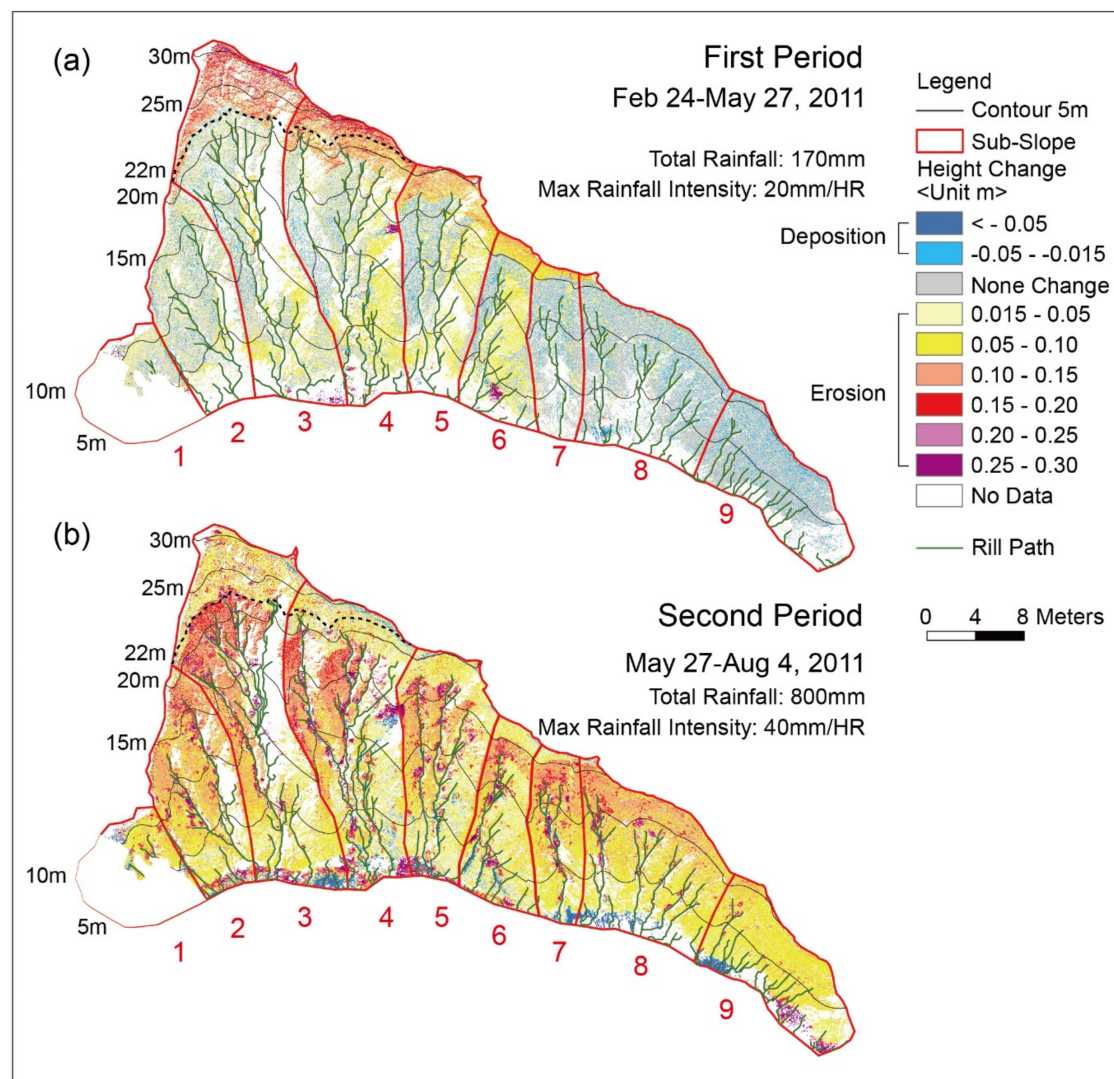 (a)
First Period
Feb 24-May 27, 2011
Total Rainfall: 170mm
Max Rainfall Intensity: 20mm/HR
30m
25m
22m
20m
15m
10m
5m
1
2
3
4
5
6
7
8
9
Legend
Contour 5m
Sub-Slope
Height Change
<Unit m>
Deposition
< - 0.05
-0.05 - -0.015
None Change
Erosion
0.015 - 0.05
0.05 - 0.10
0.10 - 0.15
0.15 - 0.20
0.20 - 0.25
0.25 - 0.30
No Data
Rill Path
0 4 8 Meters
(b)
Second Period
May 27-Aug 4, 2011
Total Rainfall: 800mm
Max Rainfall Intensity: 40mm/HR
30m
25m
22m
20m
15m
10m
5m
1
2
3
4
5
6
7
8
9